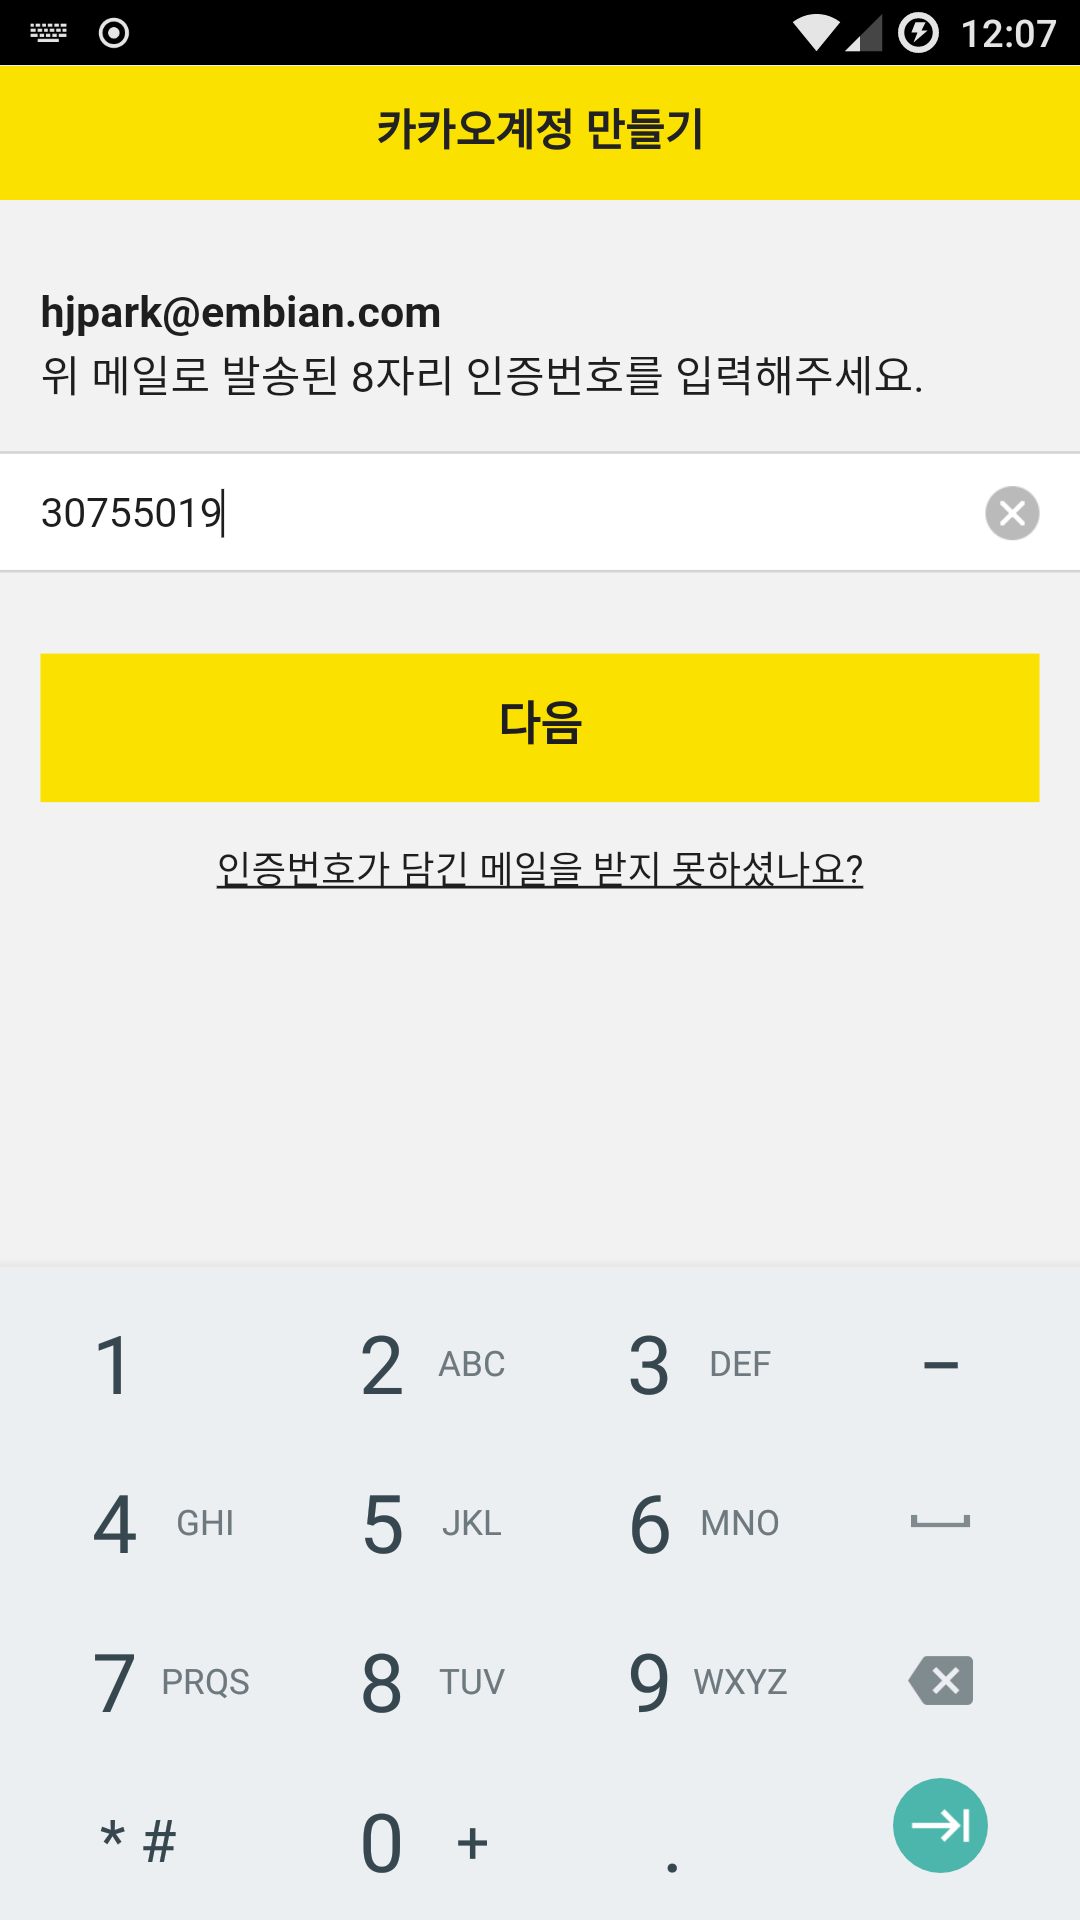 12:07
카카오계정 만들기
hjpark@embian.com
위 메일로 발송된 8자리 인증번호를 입력해주세요.
30755019
다음
인증번호가 담긴 메일을 받지 못하셨나요?
1 2 ABC 3 DEF –
4 GHI 5 JKL 6 MNO
7 PRQS 8 TUV 9 WXYZ
* # 0 + .